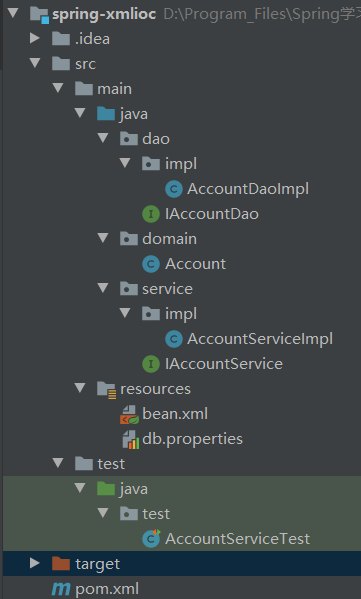 spring-xmlioc D:\Program_Files\Spring学
.idea
src
main
java
dao
impl
AccountDaoImpl
IAccountDao
domain
Account
service
impl
AccountServiceImpl
IAccountService
resources
bean.xml
db.properties
test
java
test
AccountServiceTest
target
pom.xml